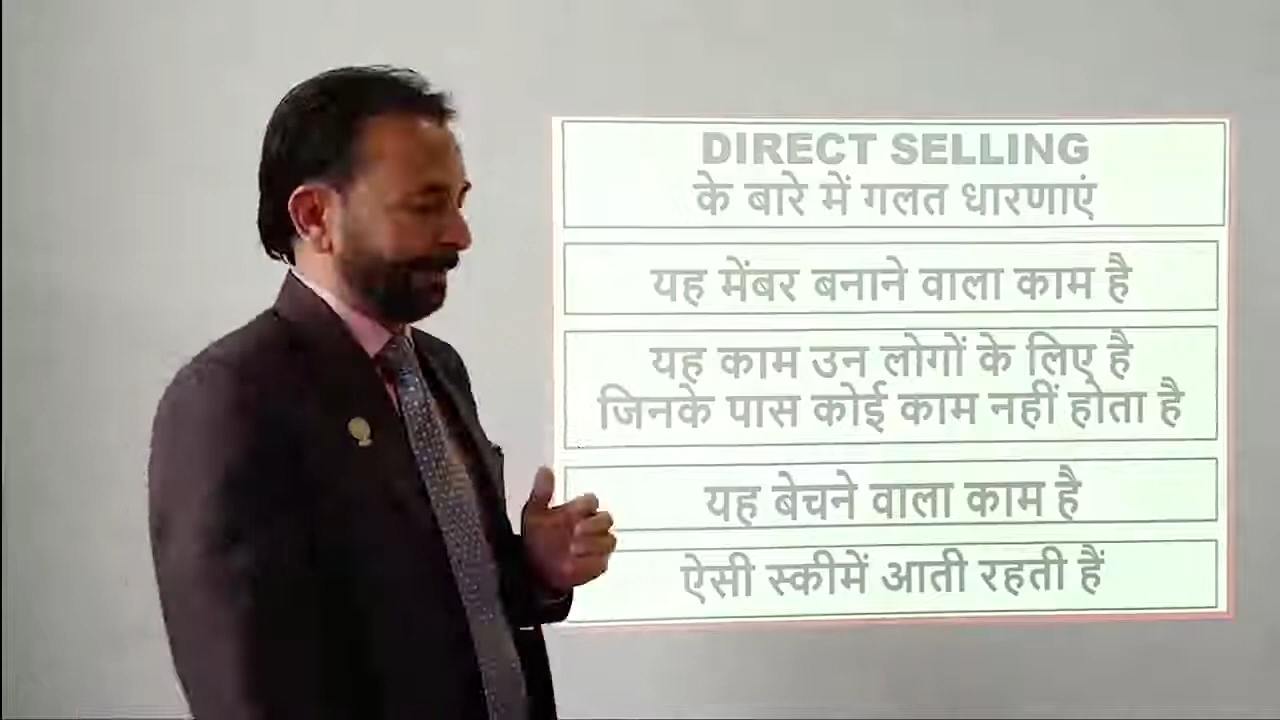 DIRECT SELLING
के बारे में गलत धारणाएं
यह मेंबर बनाने वाला काम है
यह काम उन लोगों के लिए है
जिनके पास कोई काम नहीं होता है
यह बेचने वाला काम है
ऐसी स्कीमें आती रहती हैं